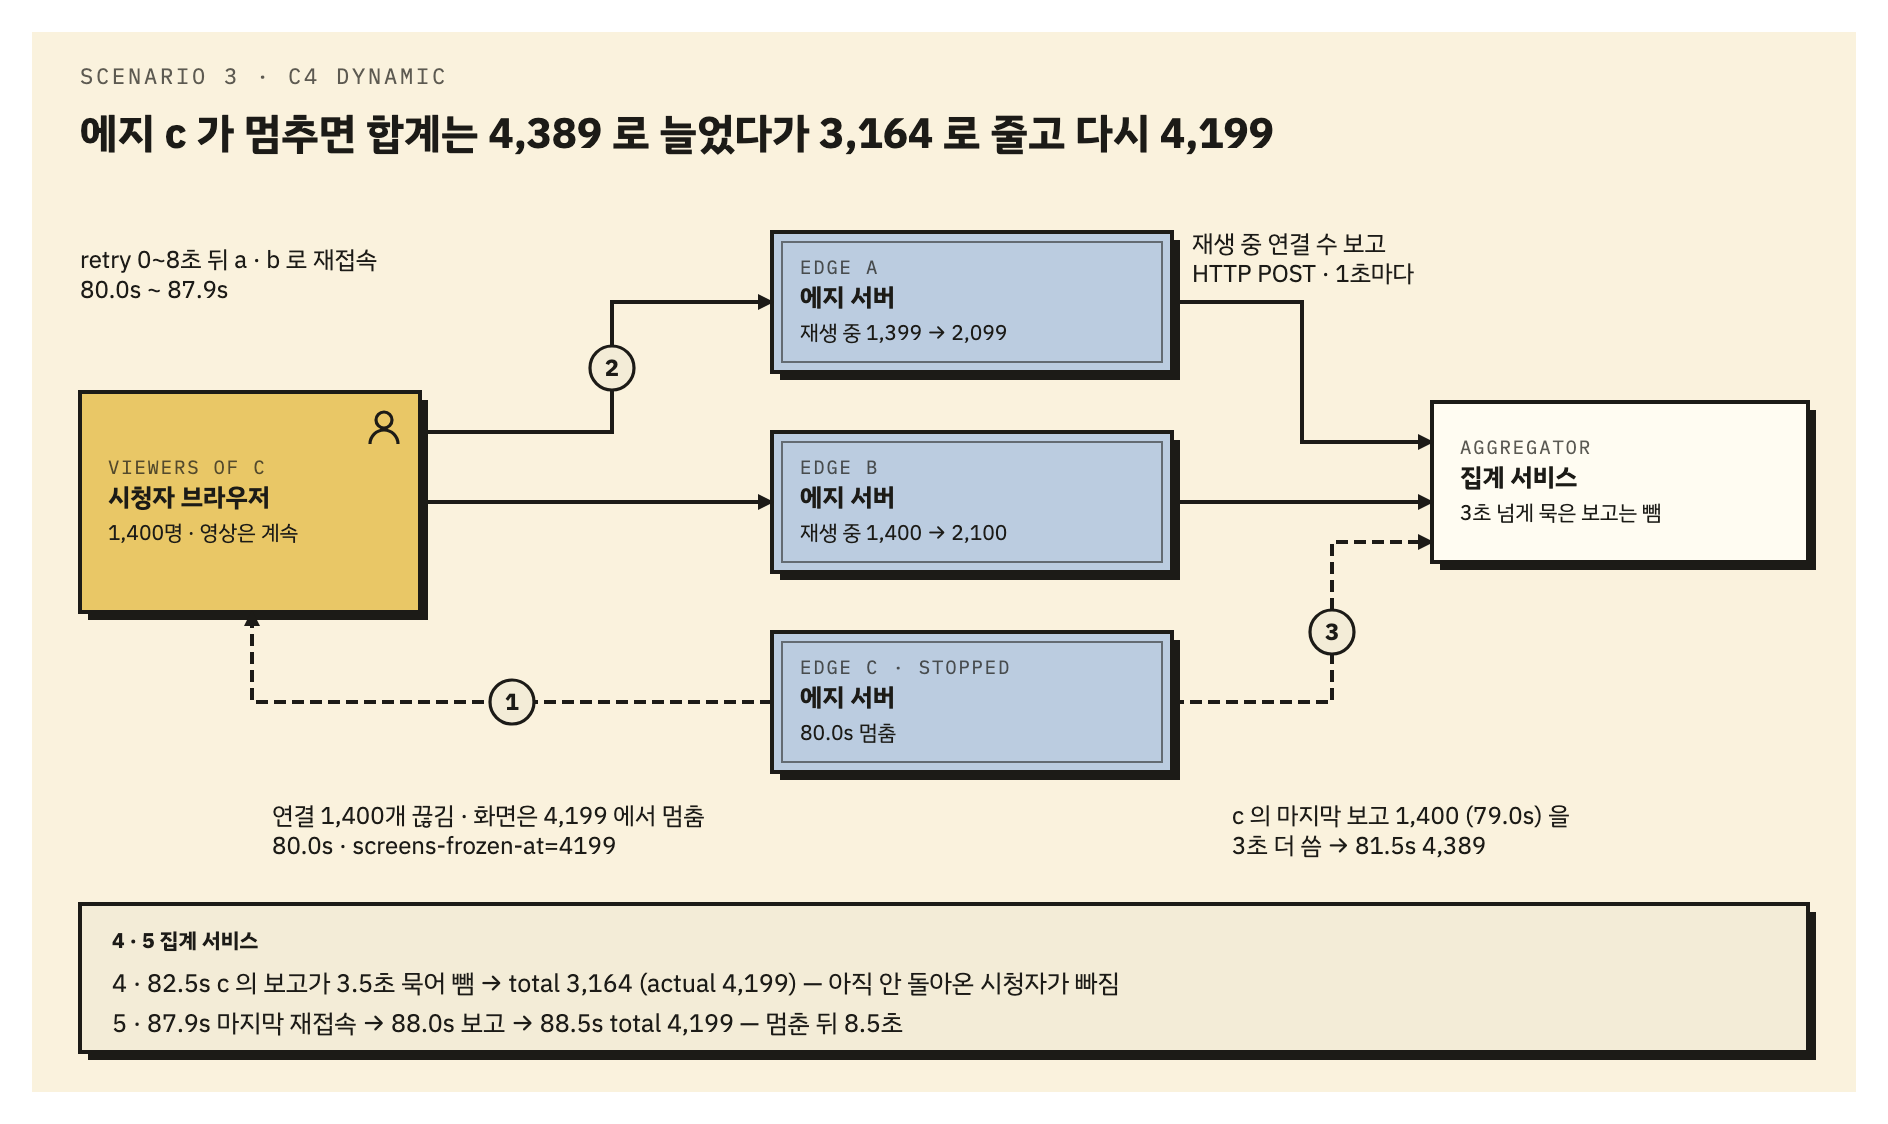 SCENARIO 3 · C4 DYNAMIC
에지 c 가 멈추면 합계는 4,389 로 늘었다가 3,164 로 줄고 다시 4,199
retry 0~8초 뒤 a · b 로 재접속
80.0s ~ 87.9s
2
EDGE A
에지 서버
재생 중 1,399 → 2,099
재생 중 연결 수 보고
HTTP POST · 1초마다
VIEWERS OF C
시청자 브라우저
1,400명 · 영상은 계속
EDGE B
에지 서버
재생 중 1,400 → 2,100
AGGREGATOR
집계 서비스
3초 넘게 묵은 보고는 뺌
1
EDGE C · STOPPED
에지 서버
80.0s 멈춤
3
연결 1,400개 끊김 · 화면은 4,199 에서 멈춤
80.0s · screens-frozen-at=4199
c 의 마지막 보고 1,400 (79.0s) 을
3초 더 씀 → 81.5s 4,389
4 · 5 집계 서비스
4 · 82.5s c 의 보고가 3.5초 묵어 뺌 → total 3,164 (actual 4,199) — 아직 안 돌아온 시청자가 빠짐
5 · 87.9s 마지막 재접속 → 88.0s 보고 → 88.5s total 4,199 — 멈춘 뒤 8.5초